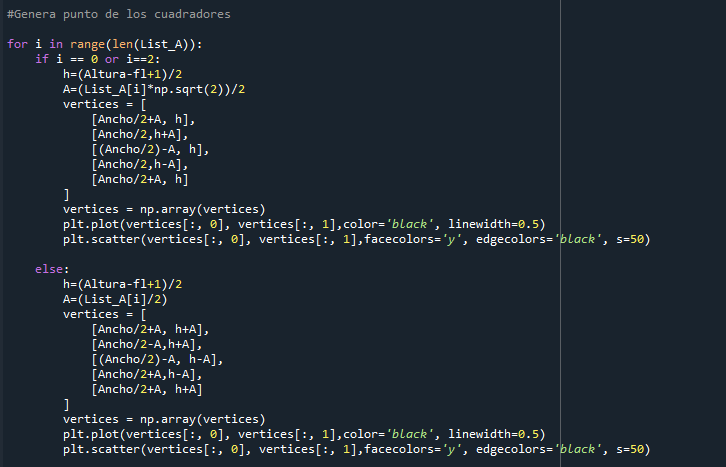 #Genera punto de los cuadradores
for i in range(len(List_A)):
    if i == 0 or i==2:
        h=(Altura-fl+1)/2
        A=(List_A[i]*np.sqrt(2))/2
        vertices = [
            [Ancho/2+A, h],
            [Ancho/2,h+A],
            [(Ancho/2)-A, h],
            [Ancho/2,h-A],
            [Ancho/2+A, h]
        ]
        vertices = np.array(vertices)
        plt.plot(vertices[:, 0], vertices[:, 1],color='black', linewidth=0.5)
        plt.scatter(vertices[:, 0], vertices[:, 1],facecolors='y', edgecolors='black', s=50)
    else:
        h=(Altura-fl+1)/2
        A=(List_A[i]/2)
        vertices = [
            [Ancho/2+A, h+A],
            [Ancho/2-A,h+A],
            [(Ancho/2)-A, h-A],
            [Ancho/2+A,h-A],
            [Ancho/2+A, h+A]
        ]
        vertices = np.array(vertices)
        plt.plot(vertices[:, 0], vertices[:, 1],color='black', linewidth=0.5)
        plt.scatter(vertices[:, 0], vertices[:, 1],facecolors='y', edgecolors='black', s=50)